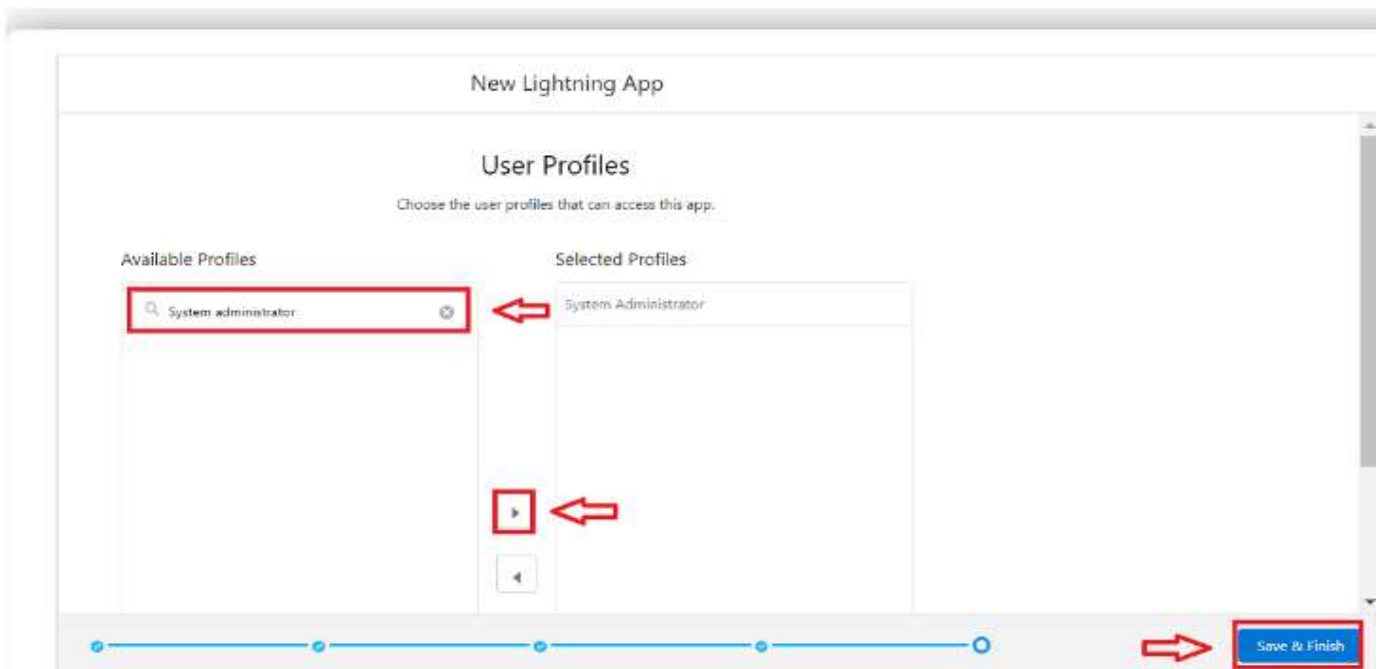 New Lightning App
User Profiles
Choose the user profiles that can access this app.
Available Profiles
Selected Profiles
System administrator
System Administrator
Save & Finish